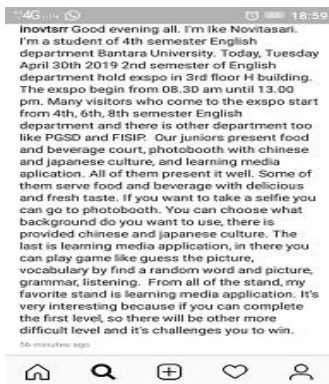 4G 18:59
inovtsrr Good evening all. I'm Ike Novitasari.
I'm a student of 4th semester English
department Bantara University. Today, Tuesday
April 30th 2019 2nd semester of English
department hold exspo in 3rd floor H building.
The exspo begin from 08.30 am until 13.00
pm. Many visitors who come to the exspo start
from 4th, 6th, 8th semester English
department and there is other department too
like PGSD and FISIP. Our juniors present food
and beverage court, photobooth with chinese
and japanese culture, and learning media
aplication. All of them present it well. Some of
them serve food and beverage with delicious
and fresh taste. If you want to take a selfie you
can go to photobooth. You can choose what
background do you want to use, there is
provided chinese and japanese culture. The
last is learning media application, in there you
can play game like guess the picture,
vocabulary by find a random word and picture,
grammar, listening. From all of the stand, my
favorite stand is learning media application. It's
very interesting because if you can complete
the first level, so there will be other more
difficult level and it's challenges you to win.
56 minutes ago